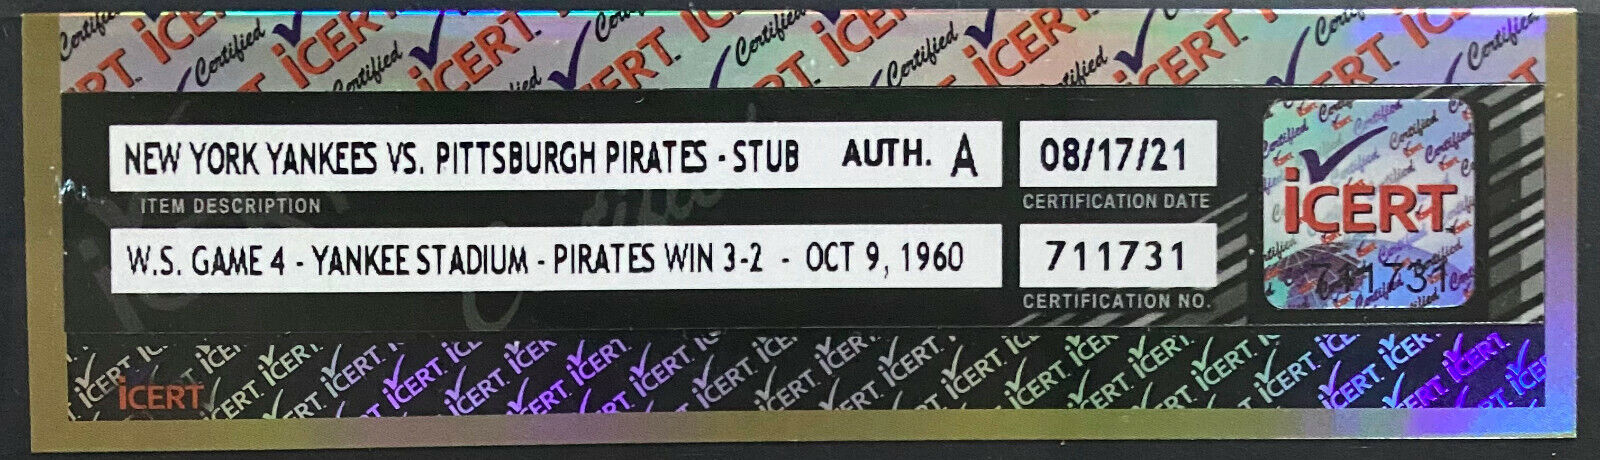 NEW YORK YANKEES VS. PITTSBURGH PIRATES - STUB AUTH. A
08/17/21
ITEM DESCRIPTION
CERTIFICATION DATE
W.S. GAME 4 - YANKEE STADIUM - PIRATES WIN 3-2 - OCT 9, 1960
711731
CERTIFICATION NO.
iCERT
iCERT